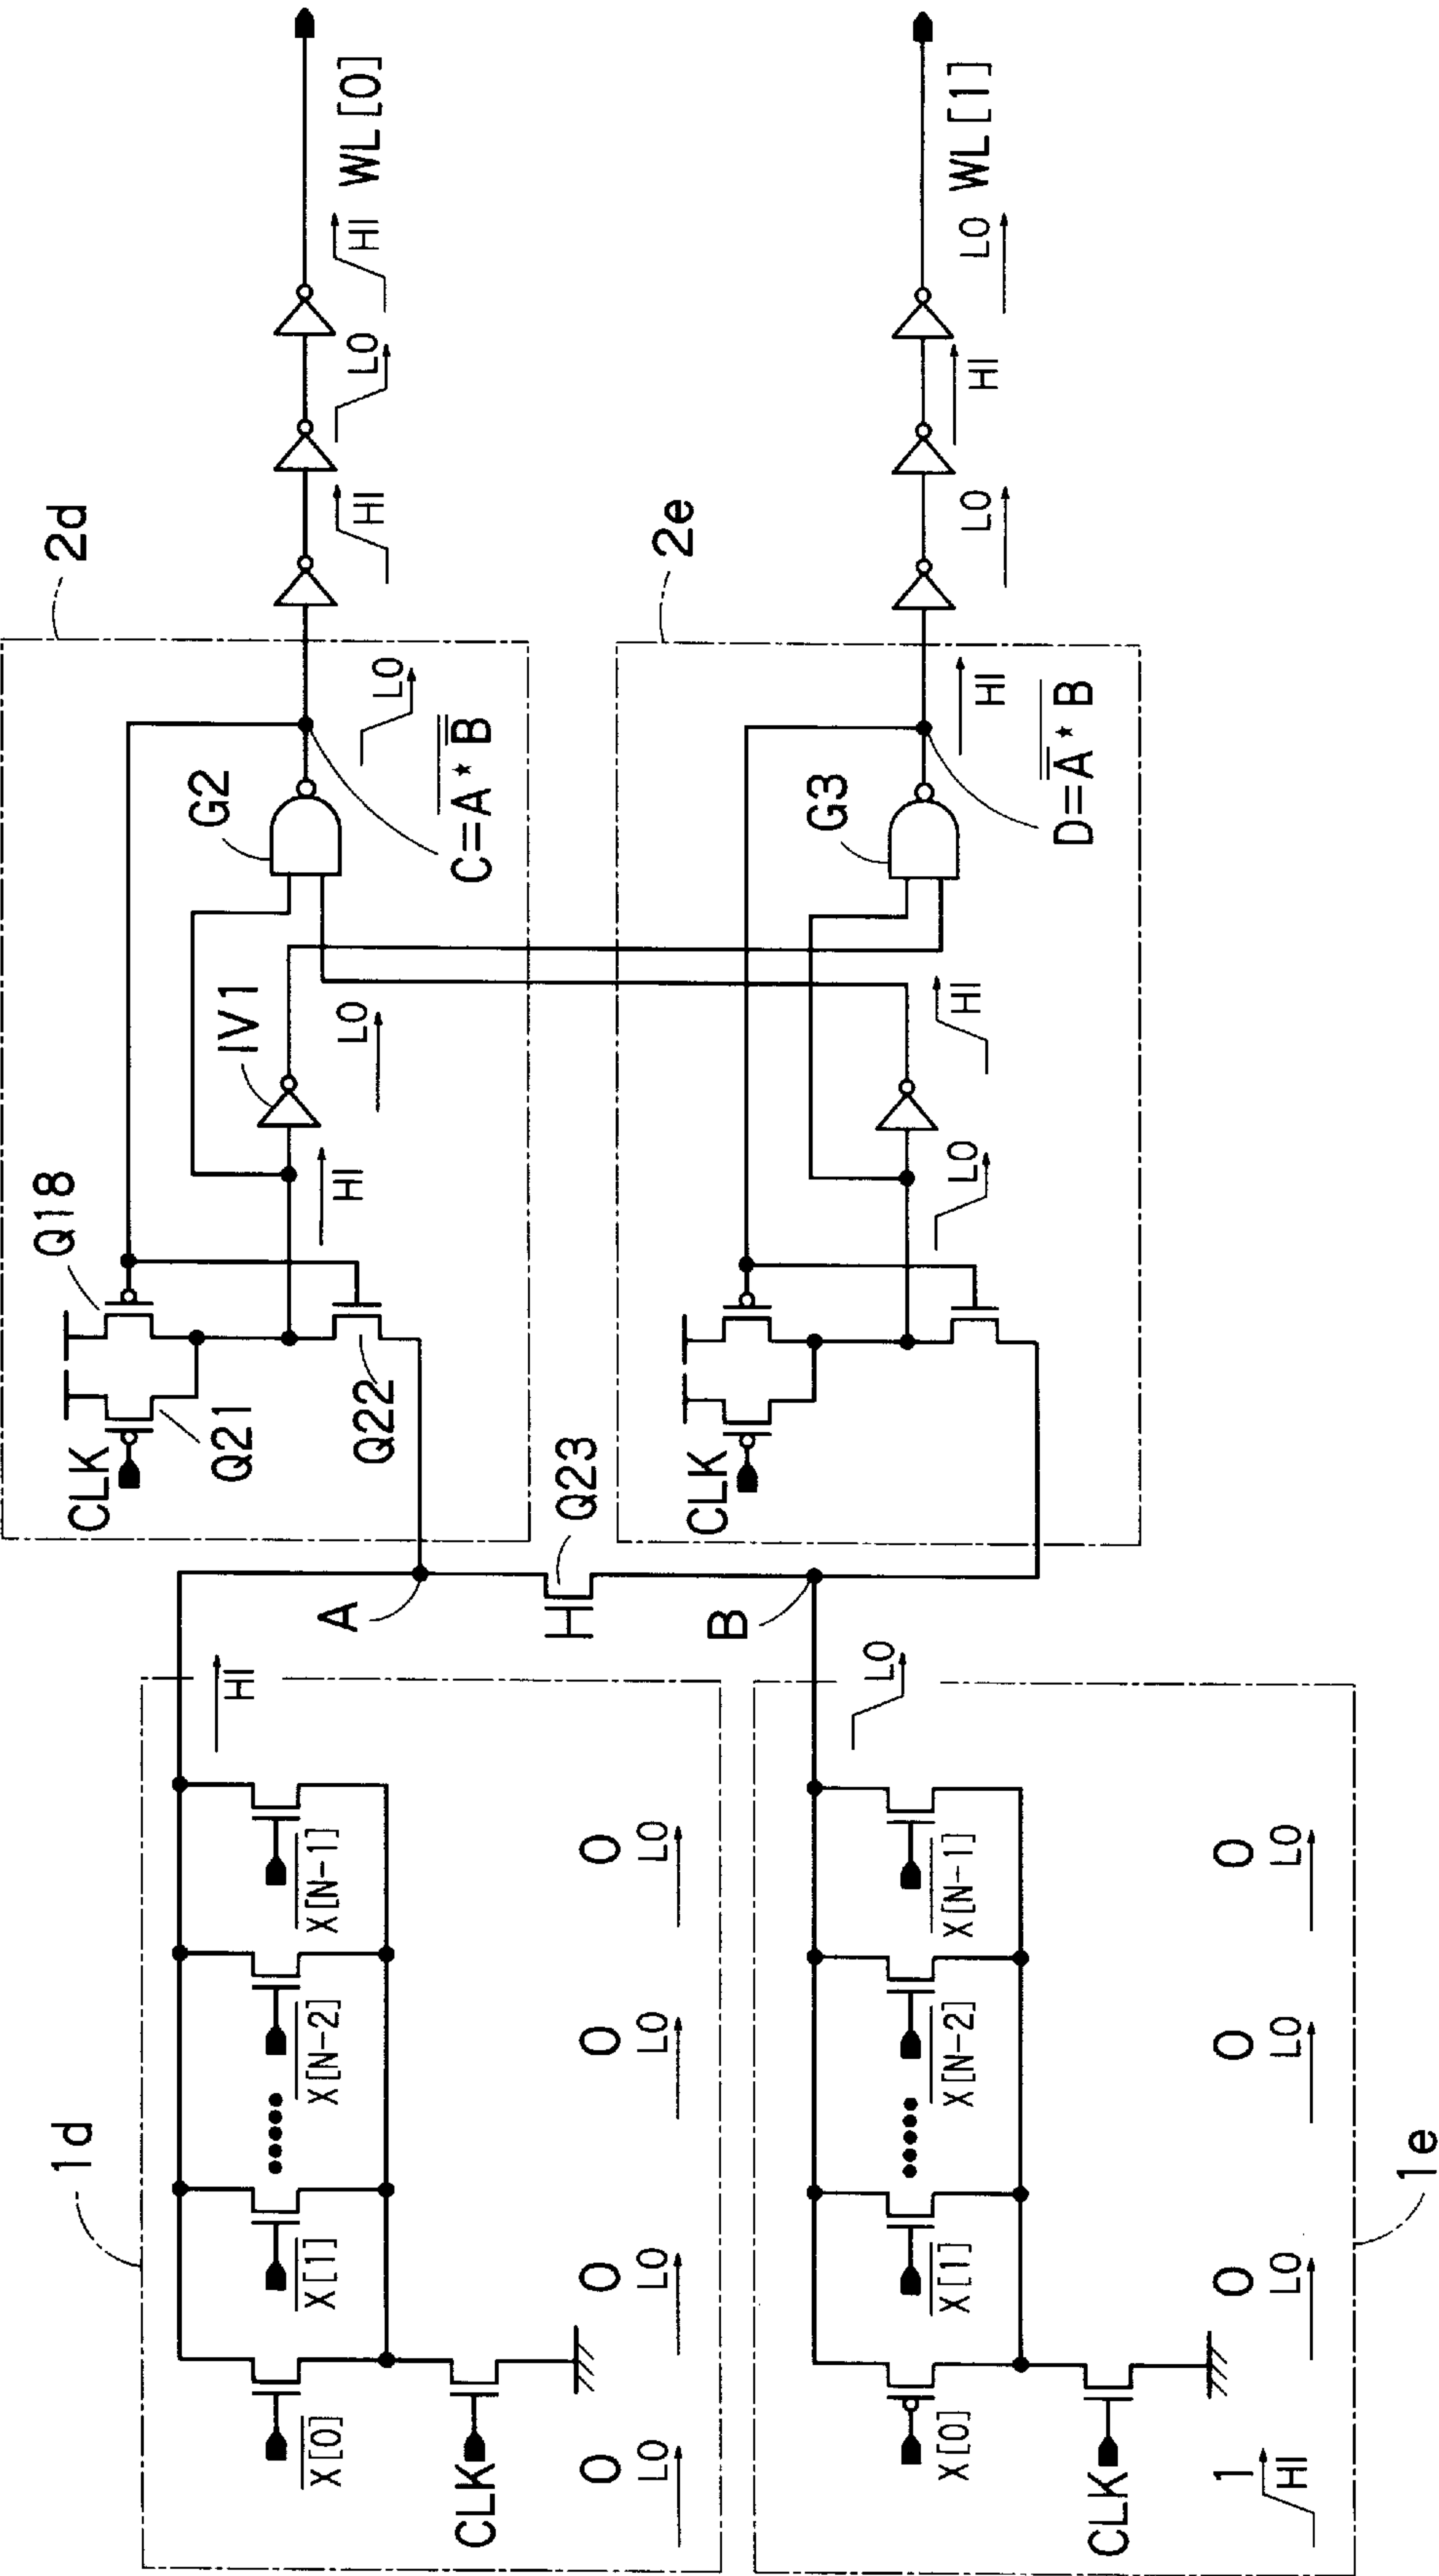 1d
X[0]
X[1]
X[N-2]
X[N-1]
CLK
0 0 0 0
LO LO LO LO
HI
A
Q23
B
LO
1e
X[0]
X[1]
X[N-2]
X[N-1]
CLK
1 0 0 0
HI LO LO LO
2d
CLK
Q21
Q18
Q22
HI
IV1
LO
G2
LO
C=A*B
HI
LO
HI
WL[0]
2e
CLK
LO
HI
G3
HI
D=A*B
LO
HI
LO
WL[1]